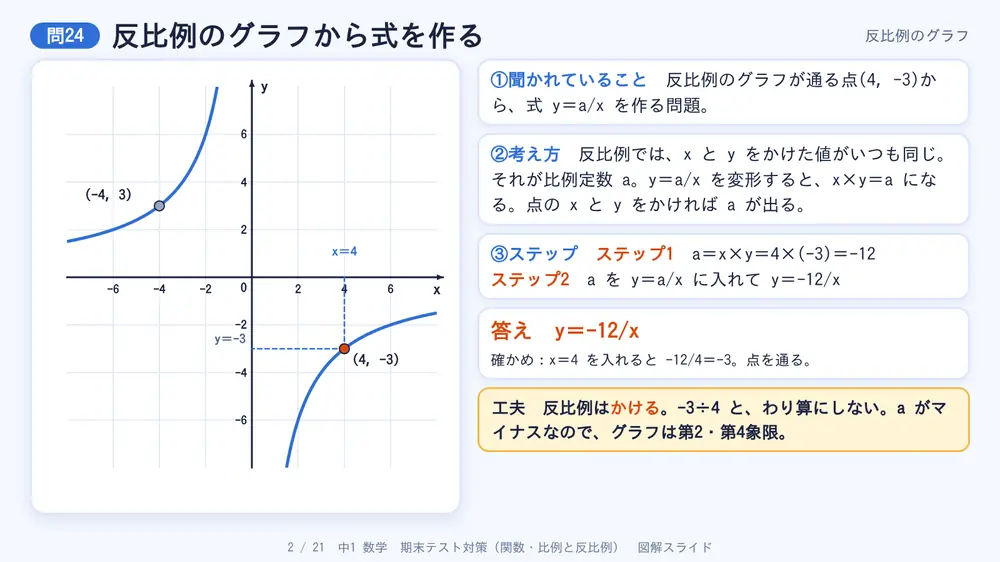 問24 反比例のグラフから式を作る
反比例のグラフ
y
6
4
(-4, 3)
2
x=4
-6 -4 -2 0 2 4 6 x
-2
y=-3
(4, -3)
-4
-6
①聞かれていること 反比例のグラフが通る点(4, -3)か
ら、式 y=a/x を作る問題。
②考え方 反比例では、x と y をかけた値がいつも同じ。
それが比例定数 a。y=a/x を変形すると、x×y=a にな
る。点の x と y をかければ a が出る。
③ステップ ステップ1 a=x×y=4×(-3)=-12
ステップ2 a を y=a/x に入れて y=-12/x
答え y=-12/x
確かめ：x=4 を入れると -12/4=-3。点を通る。
工夫 反比例はかける。-3÷4 と、わり算にしない。a がマ
イナスなので、グラフは第2・第4象限。
2 / 21 中1 数学 期末テスト対策（関数・比例と反比例） 図解スライド